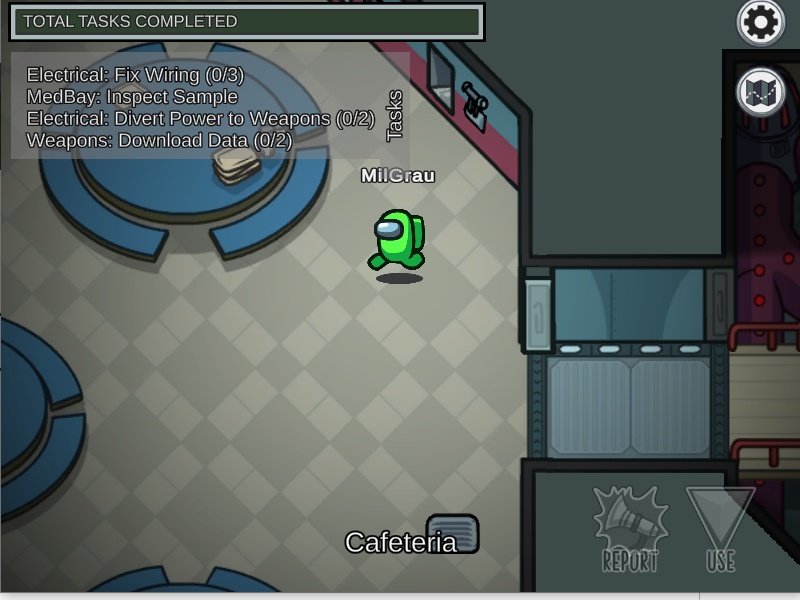 TOTAL TASKS COMPLETED
Electrical: Fix Wiring (0/3)
MedBay: Inspect Sample
Electrical: Divert Power to Weapons (0/2)
Weapons: Download Data (0/2)
Tasks
MilGrau
Cafeteria
REPORT
USE